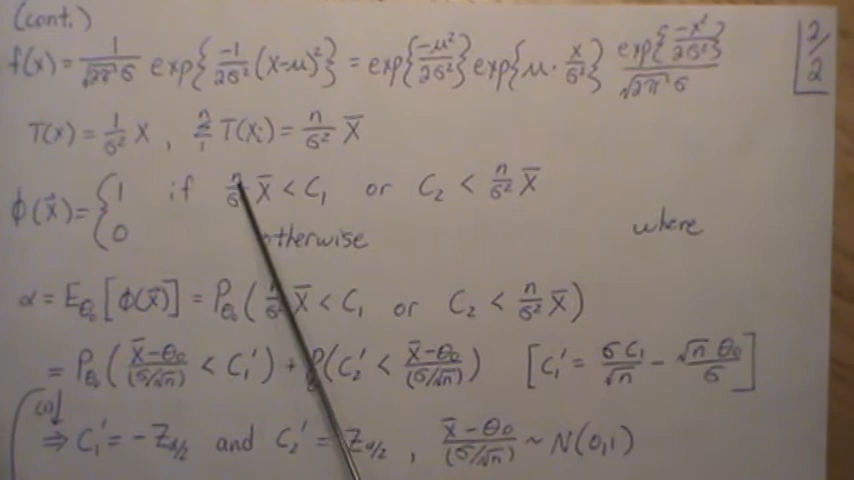 (cont.)
2/2
f(x) = 1/(√2π σ) exp{-1/2σ² (x-μ)²} = exp{-μ²/2σ²} exp{μ · x/σ²} exp{-x²/2σ²}/(√2π σ)
T(x) = 1/σ² X , Σ₁ⁿ T(Xᵢ) = n/σ² X̄
ϕ(x⃗) = { 1 if n/σ² X̄ < C₁ or C₂ < n/σ² X̄
0 otherwise where
α = E_θ₀[ϕ(x⃗)] = P_θ₀( n/σ² X̄ < C₁ or C₂ < n/σ² X̄ )
= P_θ₀( (X̄-θ₀)/(σ/√n) < C₁' ) + P( C₂' < (X̄-θ₀)/(σ/√n) ) [ C₁' = σC₁/√n - √n θ₀/σ ]
⇒ C₁' = -Z_α/2 and C₂' = Z_α/2 , (X̄-θ₀)/(σ/√n) ~ N(0,1)